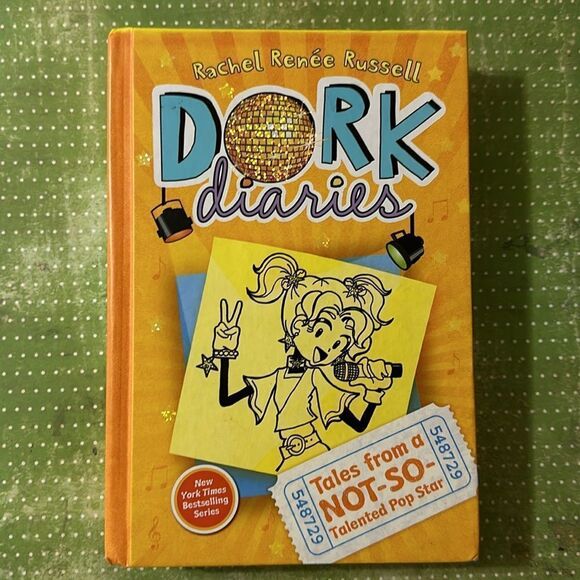 Rachel Renée Russell
DORK
diaries
Tales from a
NOT-SO-
Talented Pop Star
548729
548729
New
York Times
Bestselling
Series